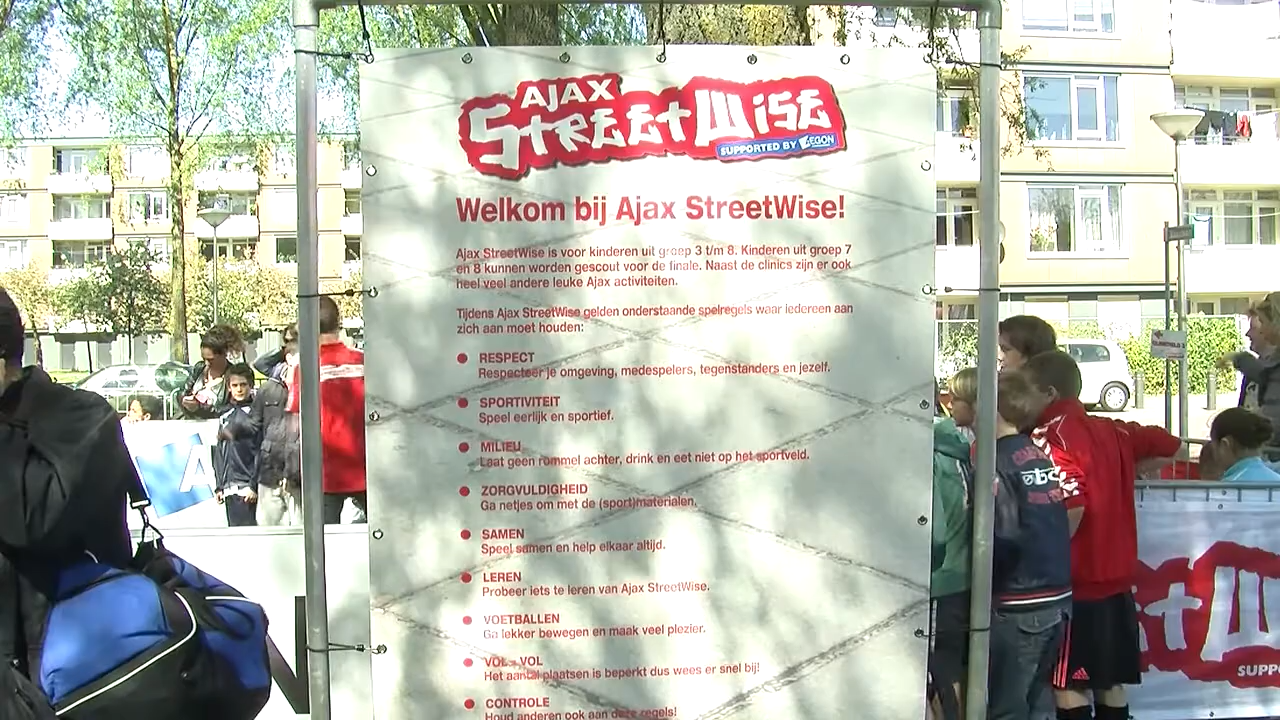 AJAX
STREETWISE
SUPPORTED BY AEGON
Welkom bij Ajax StreetWise!
Ajax StreetWise is voor kinderen uit groep 3 t/m 8. Kinderen uit groep 7
en 8 kunnen worden gescout voor de finale. Naast de clinics zijn er ook
heel veel andere leuke Ajax activiteiten.
Tijdens Ajax StreetWise gelden onderstaande spelregels waar iedereen aan
zich aan moet houden:
RESPECT
Respecteer je omgeving, medespelers, tegenstanders en jezelf.
SPORTIVITEIT
Speel eerlijk en sportief.
MILIEU
Laat geen rommel achter, drink en eet niet op het sportveld.
ZORGVULDIGHEID
Ga netjes om met de (sport)materialen.
SAMEN
Speel samen en help elkaar altijd.
LEREN
Probeer iets te leren van Ajax StreetWise.
VOETBALLEN
Ga lekker bewegen en maak veel plezier.
VOL = VOL
Het aantal plaatsen is beperkt dus wees er snel bij!
CONTROLE
Houd anderen ook aan deze regels!